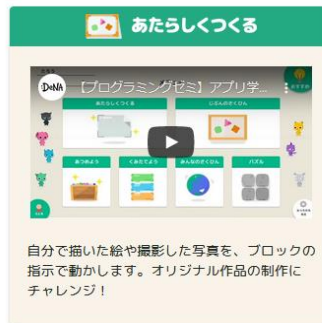 あたらしくつくる
DeNA
【プログラミングゼミ】アプリ学...
あたらしくつくる
じぶんのさくひん
あつめよう
くみたてよう
みんなのさくひん
パズル
自分で描いた絵や撮影した写真を、ブロックの
指示で動かします。オリジナル作品の制作に
チャレンジ！